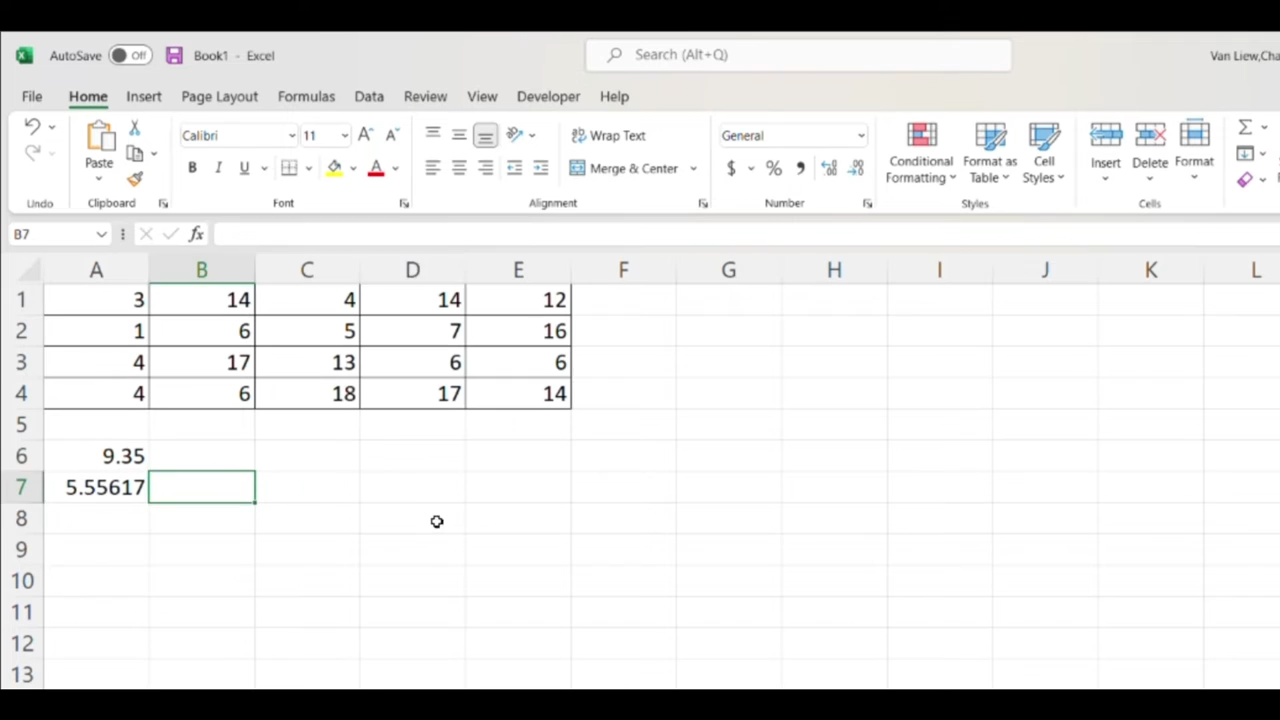 AutoSave Off Book1 - Excel Search (Alt+Q) Van Liew,Cha
File Home Insert Page Layout Formulas Data Review View Developer Help
Calibri 11 Wrap Text General
Paste B I U A Merge & Center $ % , Conditional Formatting Format as Table Cell Styles Insert Delete Format
Undo Clipboard Font Alignment Number Styles Cells
B7 fx
A B C D E F G H I J K L
1 3 14 4 14 12
2 1 6 5 7 16
3 4 17 13 6 6
4 4 6 18 17 14
5
6 9.35
7 5.55617
8
9
10
11
12
13